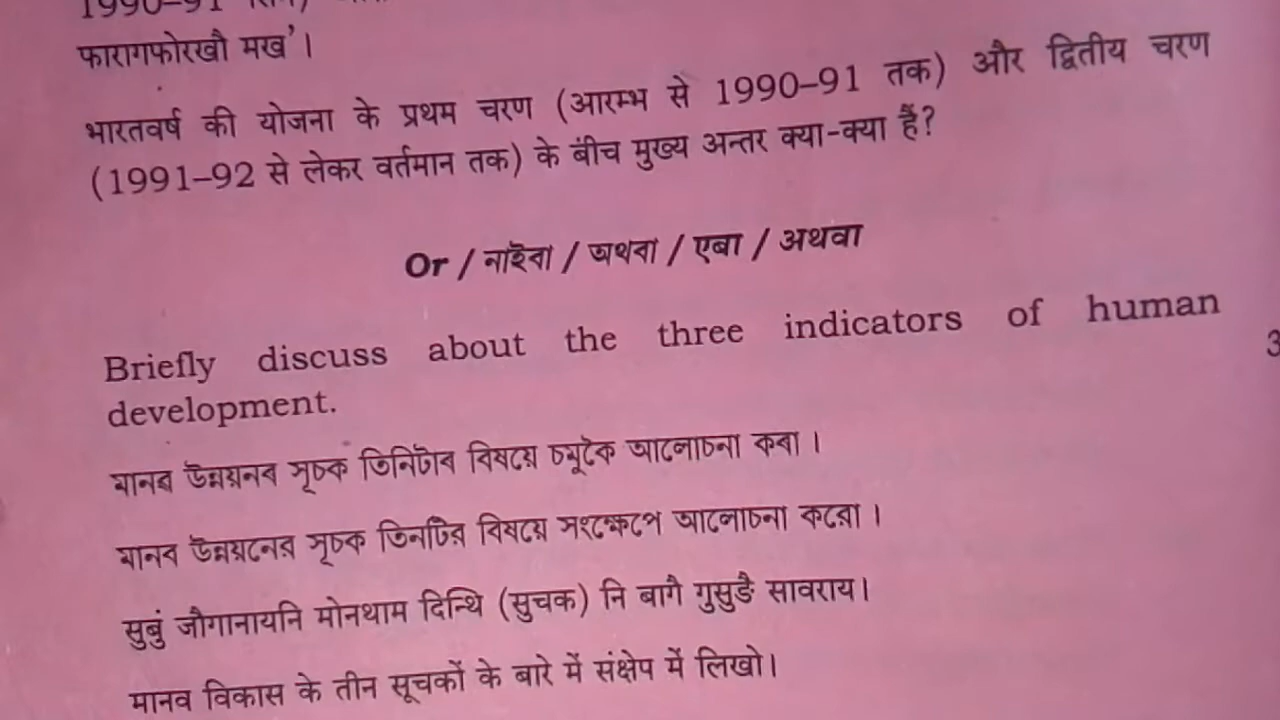 1990–91
फारागफोरखौ मख'।
भारतवर्ष की योजना के प्रथम चरण (आरम्भ से 1990–91 तक) और द्वितीय चरण
(1991–92 से लेकर वर्तमान तक) के बीच मुख्य अन्तर क्या-क्या हैं?
Or / নাইবা / অথবা / एबा / अथवा
Briefly discuss about the three indicators of human
3
development.
মানৱ উন্নয়নৰ সূচক তিনিটাৰ বিষয়ে চমুকৈ আলোচনা কৰা।
মানব উন্নয়নের সূচক তিনটির বিষয়ে সংক্ষেপে আলোচনা করো।
सुबुं जौगानायनि मोनथाम दिन्थि (सुचक) नि बागै गुसुङै सावराय।
मानव विकास के तीन सूचकों के बारे में संक्षेप में लिखो।